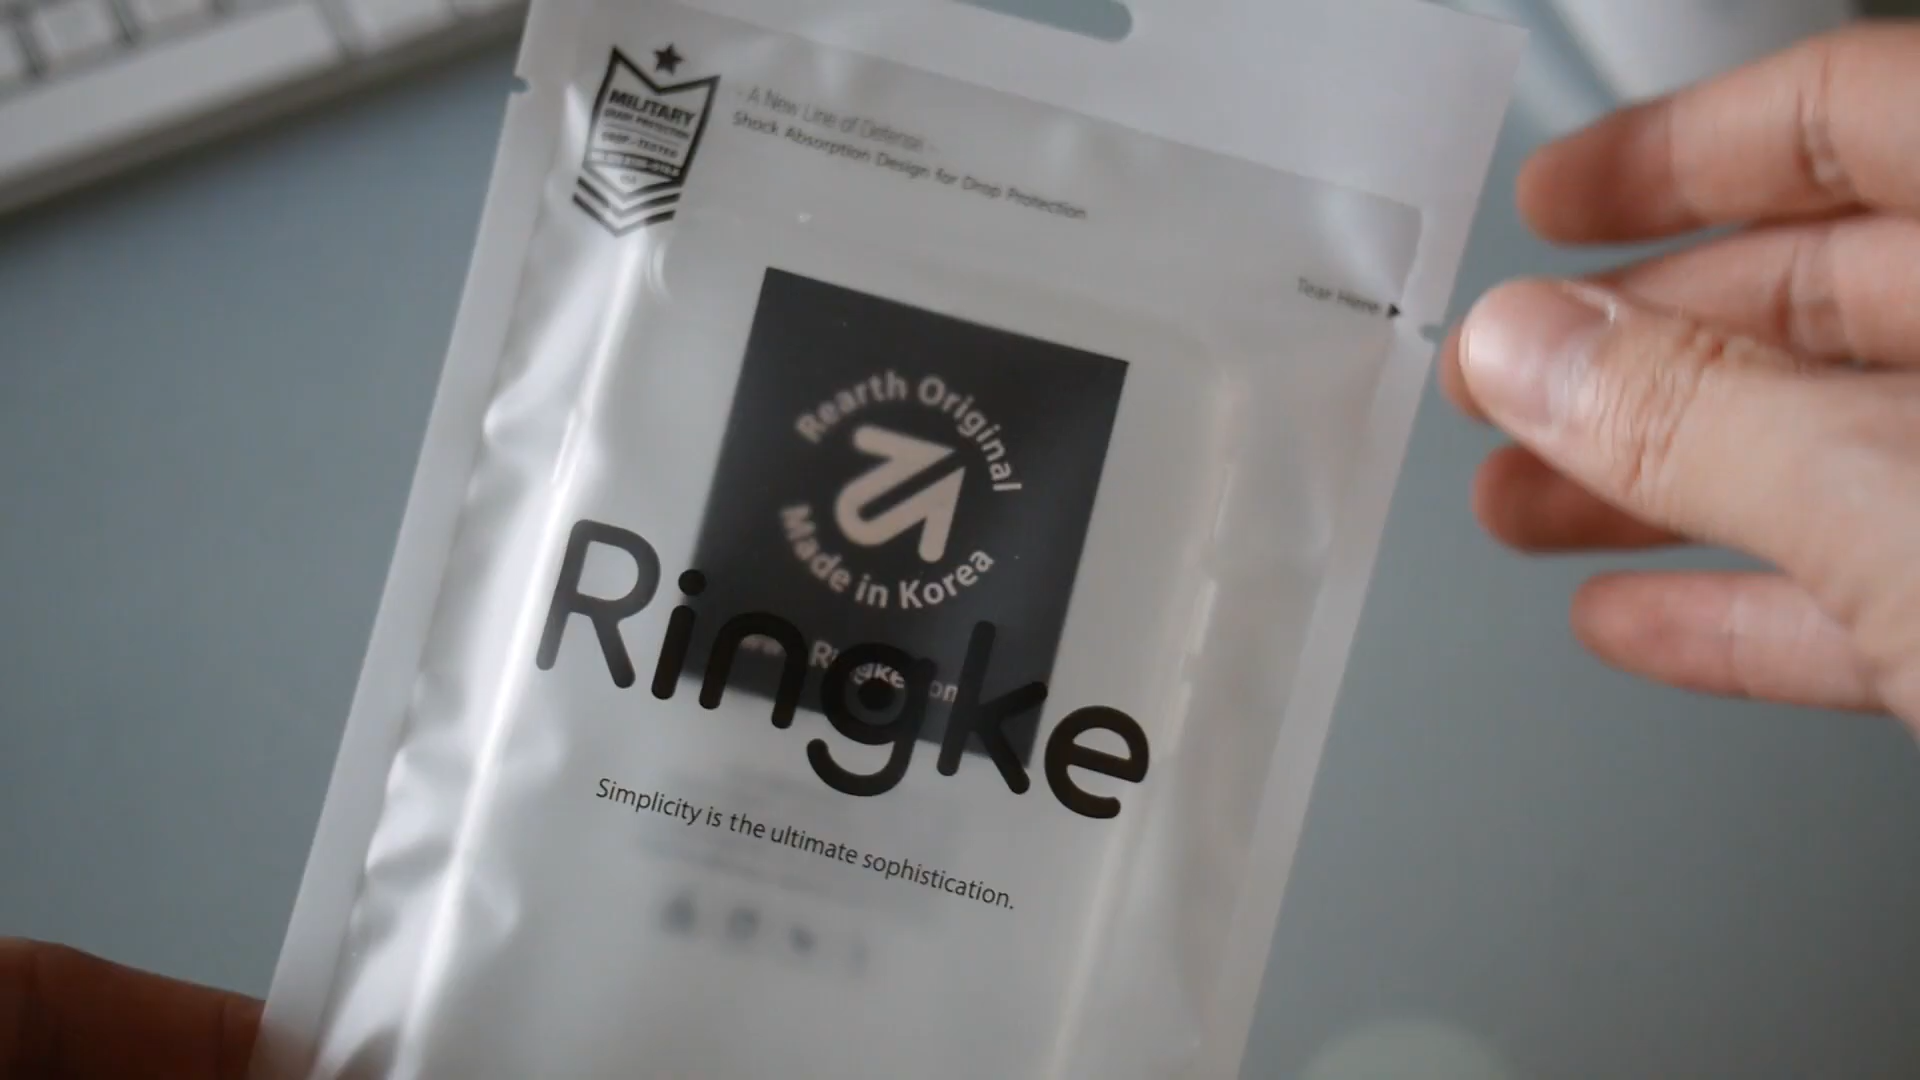 MILITARY
- A New Line of Defense -
Shock Absorption Design for Drop Protection
Tear Here
Rearth Original
Made in Korea
Ringke
Simplicity is the ultimate sophistication.